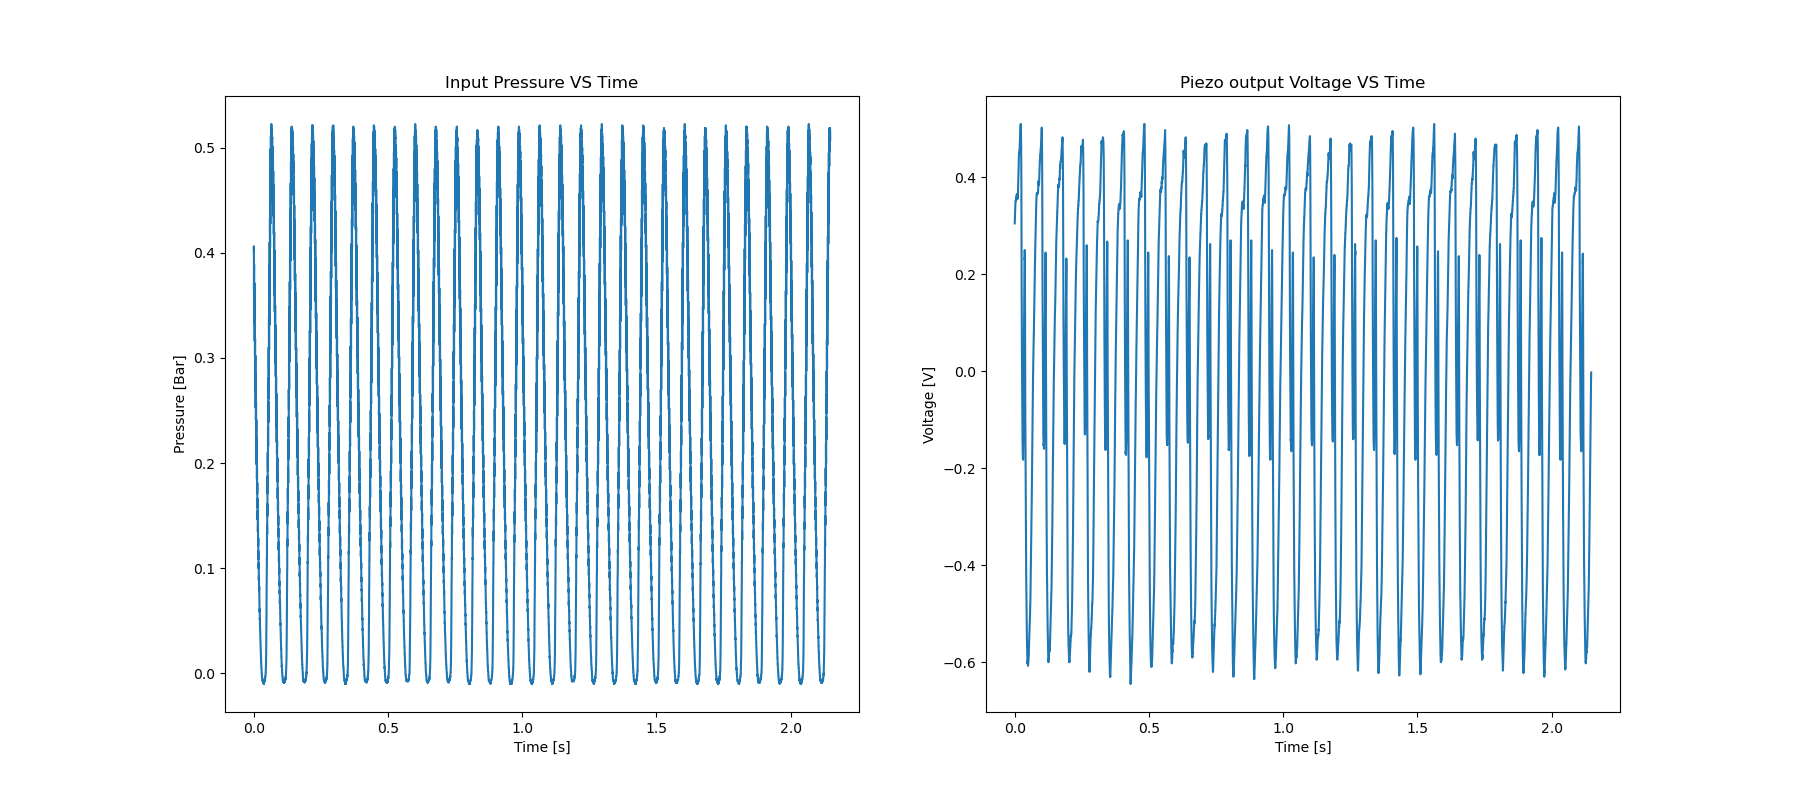 Input Pressure VS Time
Pressure [Bar]
0.5
0.4
0.3
0.2
0.1
0.0
0.0 0.5 1.0 1.5 2.0
Time [s]
Piezo output Voltage VS Time
Voltage [V]
0.4
0.2
0.0
−0.2
−0.4
−0.6
0.0 0.5 1.0 1.5 2.0
Time [s]